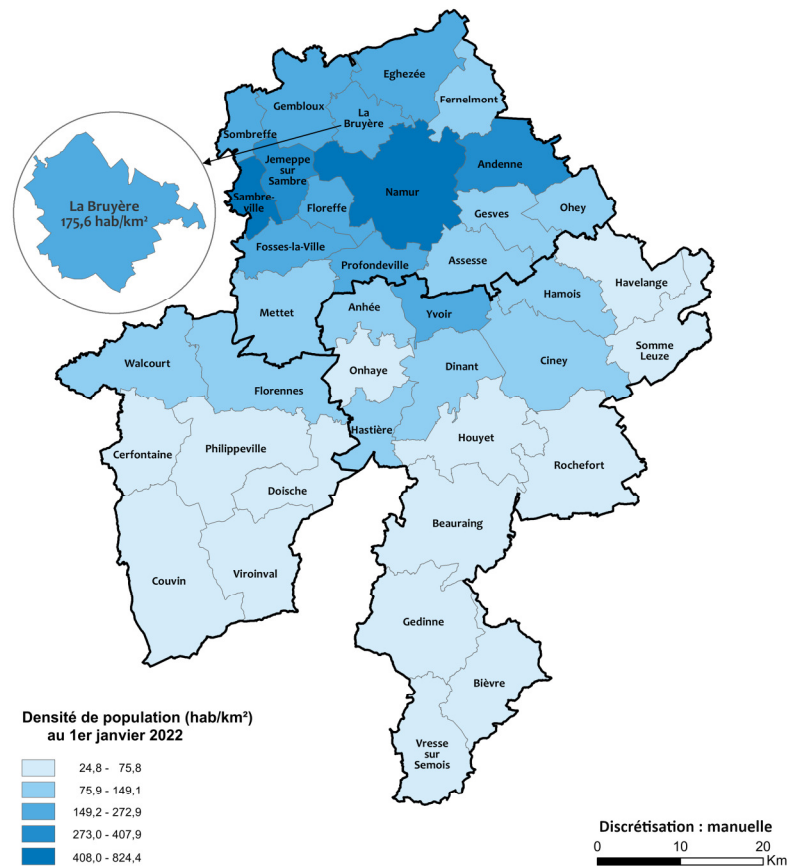 Eghezée
Fernelmont
Gembloux
La
Bruyère
Sombreffe
Jemeppe
sur
Sambre
Andenne
Namur
La Bruyère
175,6 hab/km²
Sambre-
ville
Floreffe
Gesves
Ohey
Fosses-la-Ville
Profondeville
Assesse
Havelange
Hamois
Mettet
Anhée
Yvoir
Somme
Leuze
Walcourt
Onhaye
Dinant
Ciney
Florennes
Hastière
Houyet
Cerfontaine
Philippeville
Rochefort
Doische
Beauraing
Couvin
Viroinval
Gedinne
Bièvre
Vresse
sur
Semois
Densité de population (hab/km²)
au 1er janvier 2022
24,8 - 75,8
75,9 - 149,1
149,2 - 272,9
273,0 - 407,9
408,0 - 824,4
Discrétisation : manuelle
0 10 20
Km